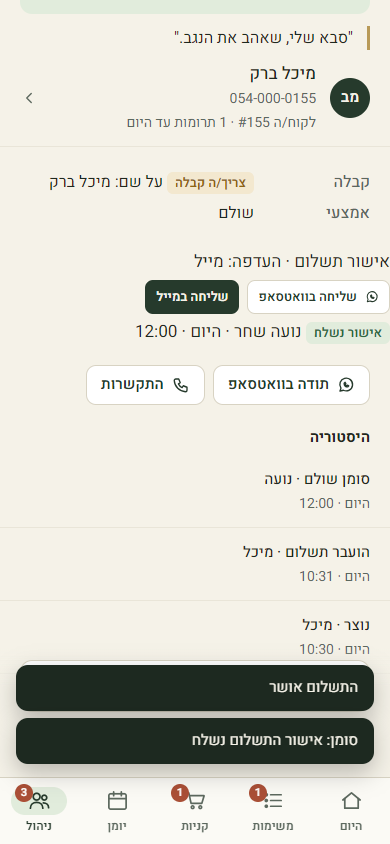 "סבא שלי, שאהב את הנגב."
מיכל ברק
מב
054-000-0155
לקוח/ה #155 · 1 תרומות עד היום
קבלה
צריך/ה קבלה על שם: מיכל ברק
אמצעי
שולם
אישור תשלום · העדפה: מייל
שליחה בוואטסאפ
שליחה במייל
אישור נשלח נועה שחר · היום · 12:00
תודה בוואטסאפ
התקשרות
היסטוריה
סומן שולם · נועה
היום · 12:00
הועבר תשלום · מיכל
היום · 10:31
נוצר · מיכל
היום · 10:30
התשלום אושר
סומן: אישור התשלום נשלח
היום
1
משימות
1
קניות
יומן
3
ניהול